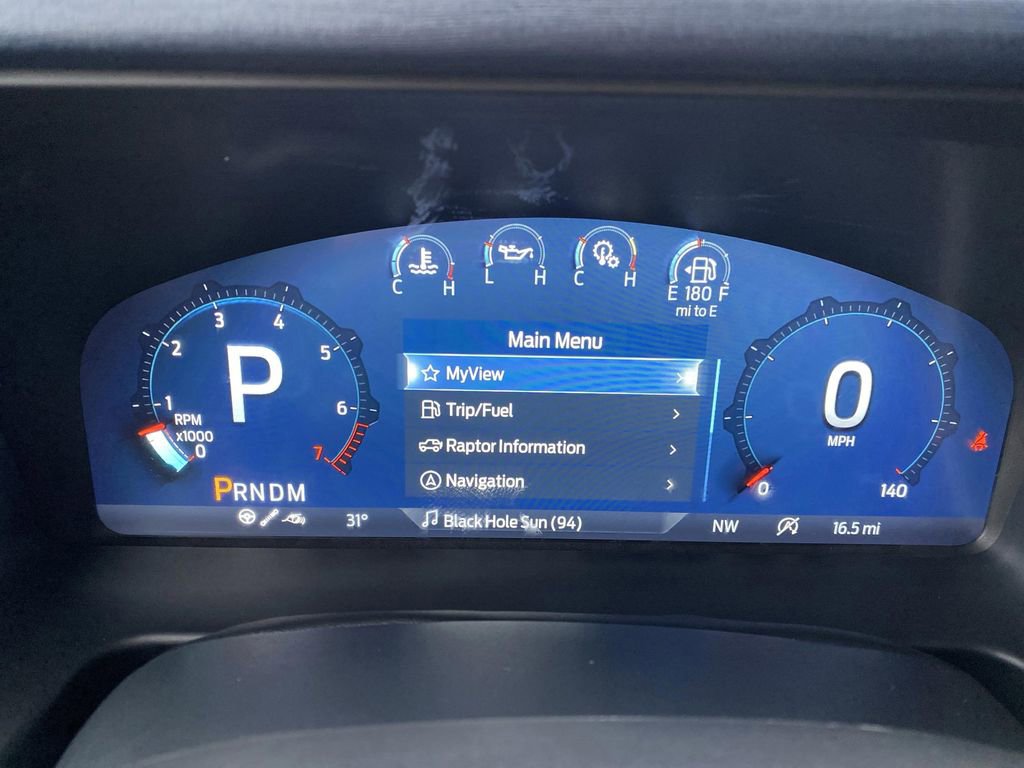 C H
L H
C H
E 180 F
mi to E
1 2 3 4 5 6 7
P
RPM
x1000
0
PRNDM
Main Menu
MyView
Trip/Fuel
Raptor Information
Navigation
0
MPH
0 140
31°
Black Hole Sun (94)
NW
16.5 mi